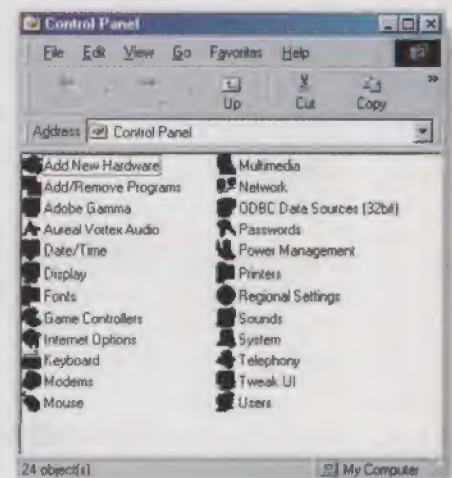 Control Panel
File Edit View Go Favorites Help
Up Cut Copy »
Address Control Panel
Add New Hardware
Add/Remove Programs
Adobe Gamma
Aureal Vortex Audio
Date/Time
Display
Fonts
Game Controllers
Internet Options
Keyboard
Modems
Mouse
Multimedia
Network
ODBC Data Sources (32bit)
Passwords
Power Management
Printers
Regional Settings
Sounds
System
Telephony
Tweak UI
Users
24 object(s) My Computer